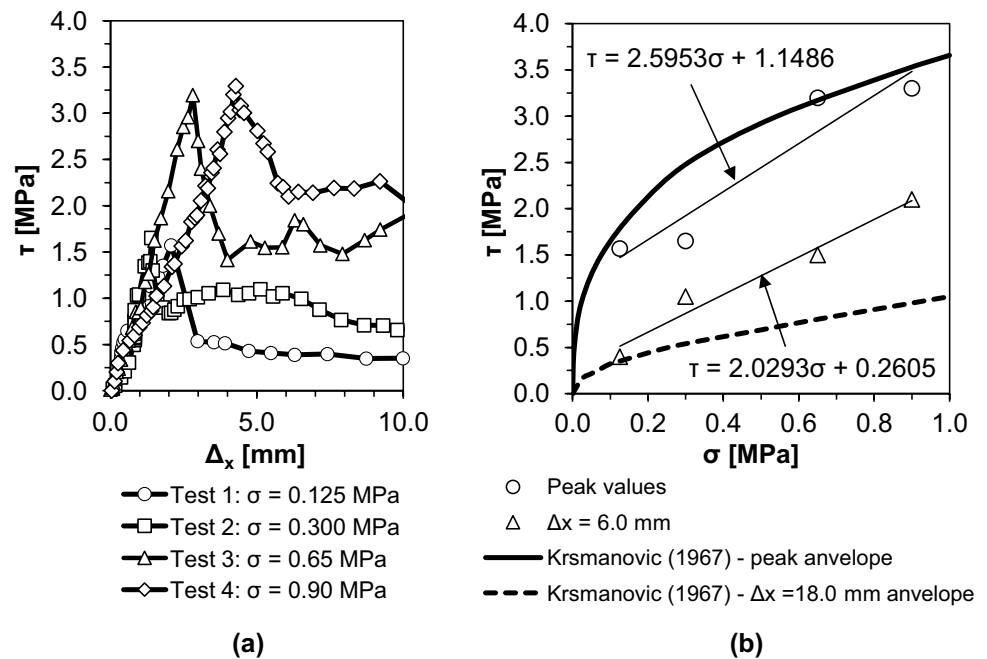 4.0
3.5
3.0
2.5
2.0
1.5
1.0
0.5
0.0
τ [MPa]
0.0 5.0 10.0
Δx [mm]
Test 1: σ = 0.125 MPa
Test 2: σ = 0.300 MPa
Test 3: σ = 0.65 MPa
Test 4: σ = 0.90 MPa
(a)
4.0
3.5
3.0
2.5
2.0
1.5
1.0
0.5
0.0
τ [MPa]
τ = 2.5953σ + 1.1486
τ = 2.0293σ + 0.2605
0.0 0.2 0.4 0.6 0.8 1.0
σ [MPa]
Peak values
Δx = 6.0 mm
Krsmanovic (1967) - peak anvelope
Krsmanovic (1967) - Δx =18.0 mm anvelope
(b)